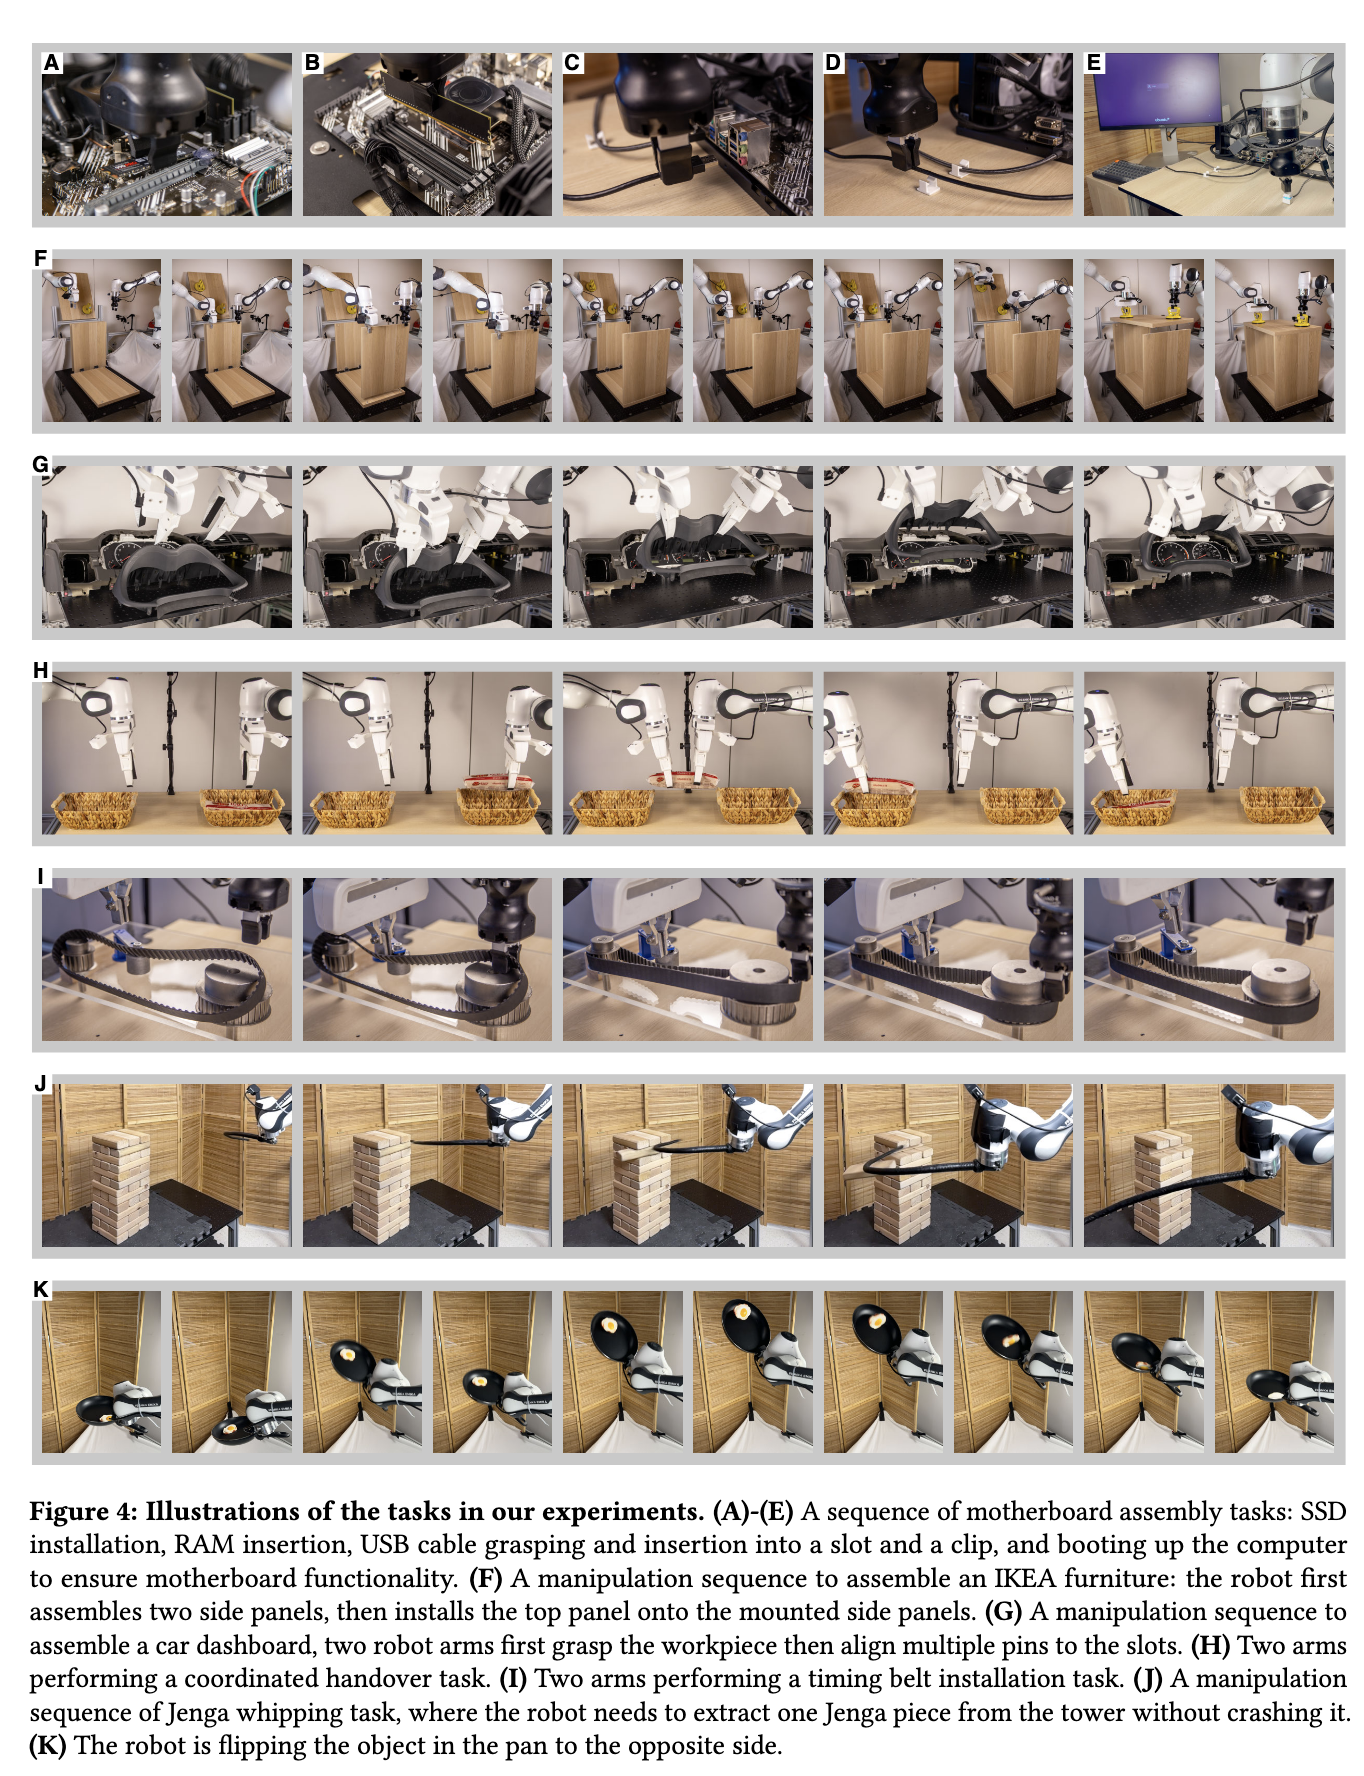 A
B
C
D
E
F
G
H
I
J
K
Figure 4: Illustrations of the tasks in our experiments. (A)-(E) A sequence of motherboard assembly tasks: SSD
installation, RAM insertion, USB cable grasping and insertion into a slot and a clip, and booting up the computer
to ensure motherboard functionality. (F) A manipulation sequence to assemble an IKEA furniture: the robot first
assembles two side panels, then installs the top panel onto the mounted side panels. (G) A manipulation sequence to
assemble a car dashboard, two robot arms first grasp the workpiece then align multiple pins to the slots. (H) Two arms
performing a coordinated handover task. (I) Two arms performing a timing belt installation task. (J) A manipulation
sequence of Jenga whipping task, where the robot needs to extract one Jenga piece from the tower without crashing it.
(K) The robot is flipping the object in the pan to the opposite side.